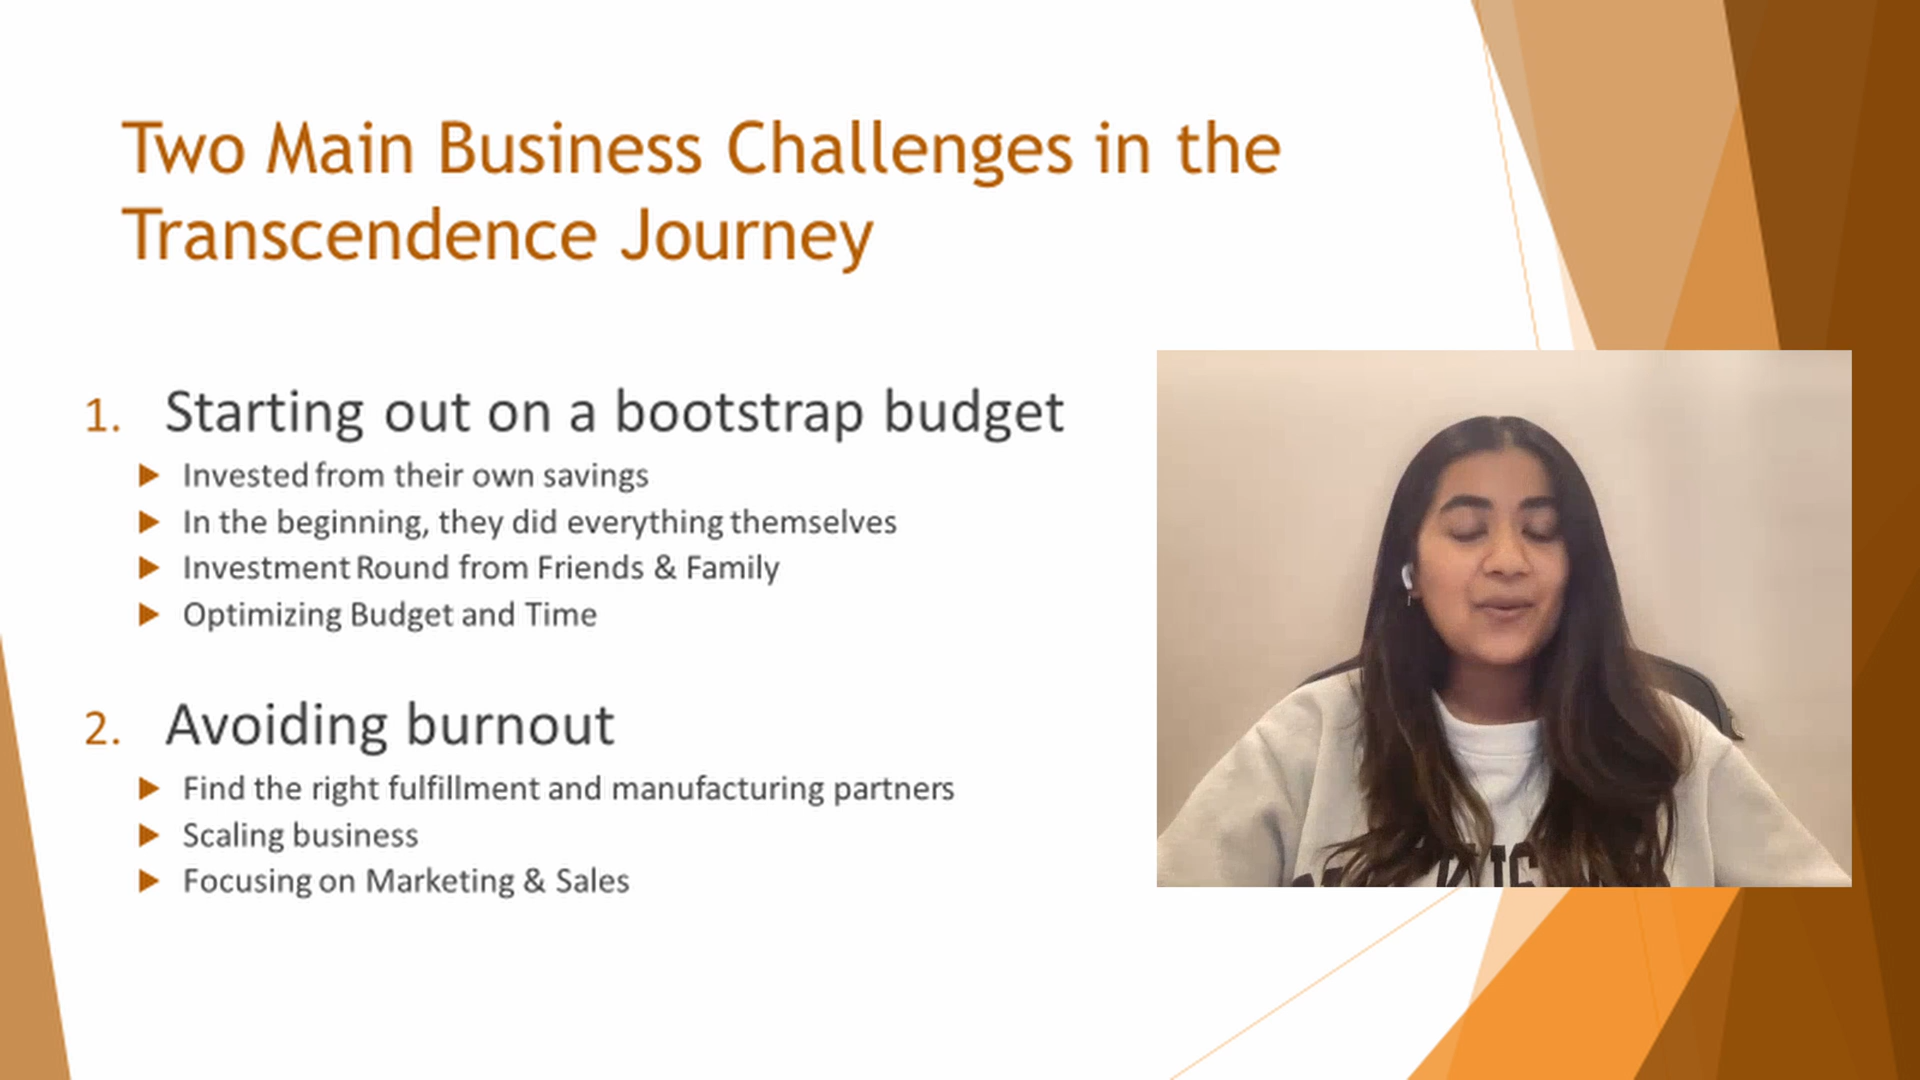 Two Main Business Challenges in the
Transcendence Journey
1. Starting out on a bootstrap budget
Invested from their own savings
In the beginning, they did everything themselves
Investment Round from Friends & Family
Optimizing Budget and Time
2. Avoiding burnout
Find the right fulfillment and manufacturing partners
Scaling business
Focusing on Marketing & Sales